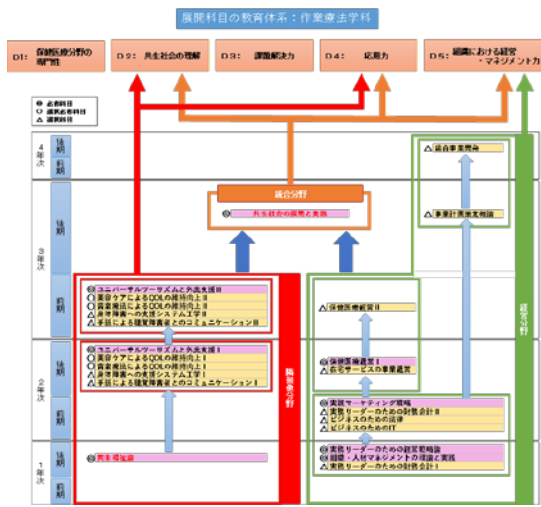 展開科目の教育体系：作業療法学科
D1: 保健医療分野の
専門性
D2: 共生社会の理解
D3: 課題解決力
D4: 応用力
D5: 組織における経営
・マネジメント力
◎ 必修科目
○ 選択必修科目
△ 選択科目
4年次
後期
前期
3年次
後期
前期
2年次
後期
前期
1年次
後期
前期
統合分野
◎ 共生社会の展開と実践
隣接他分野
◎ユニバーサルツーリズムと外出支援Ⅱ
○美容ケアによるQOLの維持向上Ⅱ
○音楽療法によるQOLの維持向上Ⅱ
△身体障害への支援システム工学Ⅱ
△手話による聴覚障害者とのコミュニケーションⅡ
◎ユニバーサルツーリズムと外出支援Ⅰ
○美容ケアによるQOLの維持向上Ⅰ
○音楽療法によるQOLの維持向上Ⅰ
△身体障害への支援システム工学Ⅰ
△手話による聴覚障害者とのコミュニケーションⅠ
◎共生福祉論
経営分野
△総合事業開発
△事業計画策定概論
△保健医療経営Ⅱ
◎保健医療経営Ⅰ
△在宅サービスの事業経営
◎実践マーケティング戦略
△実務リーダーのための財務会計Ⅱ
△ビジネスのための法律
△ビジネスのためのIT
◎実務リーダーのための経営戦略論
◎組織・人材マネジメントの理論と実践
△実務リーダーのための財務会計Ⅰ